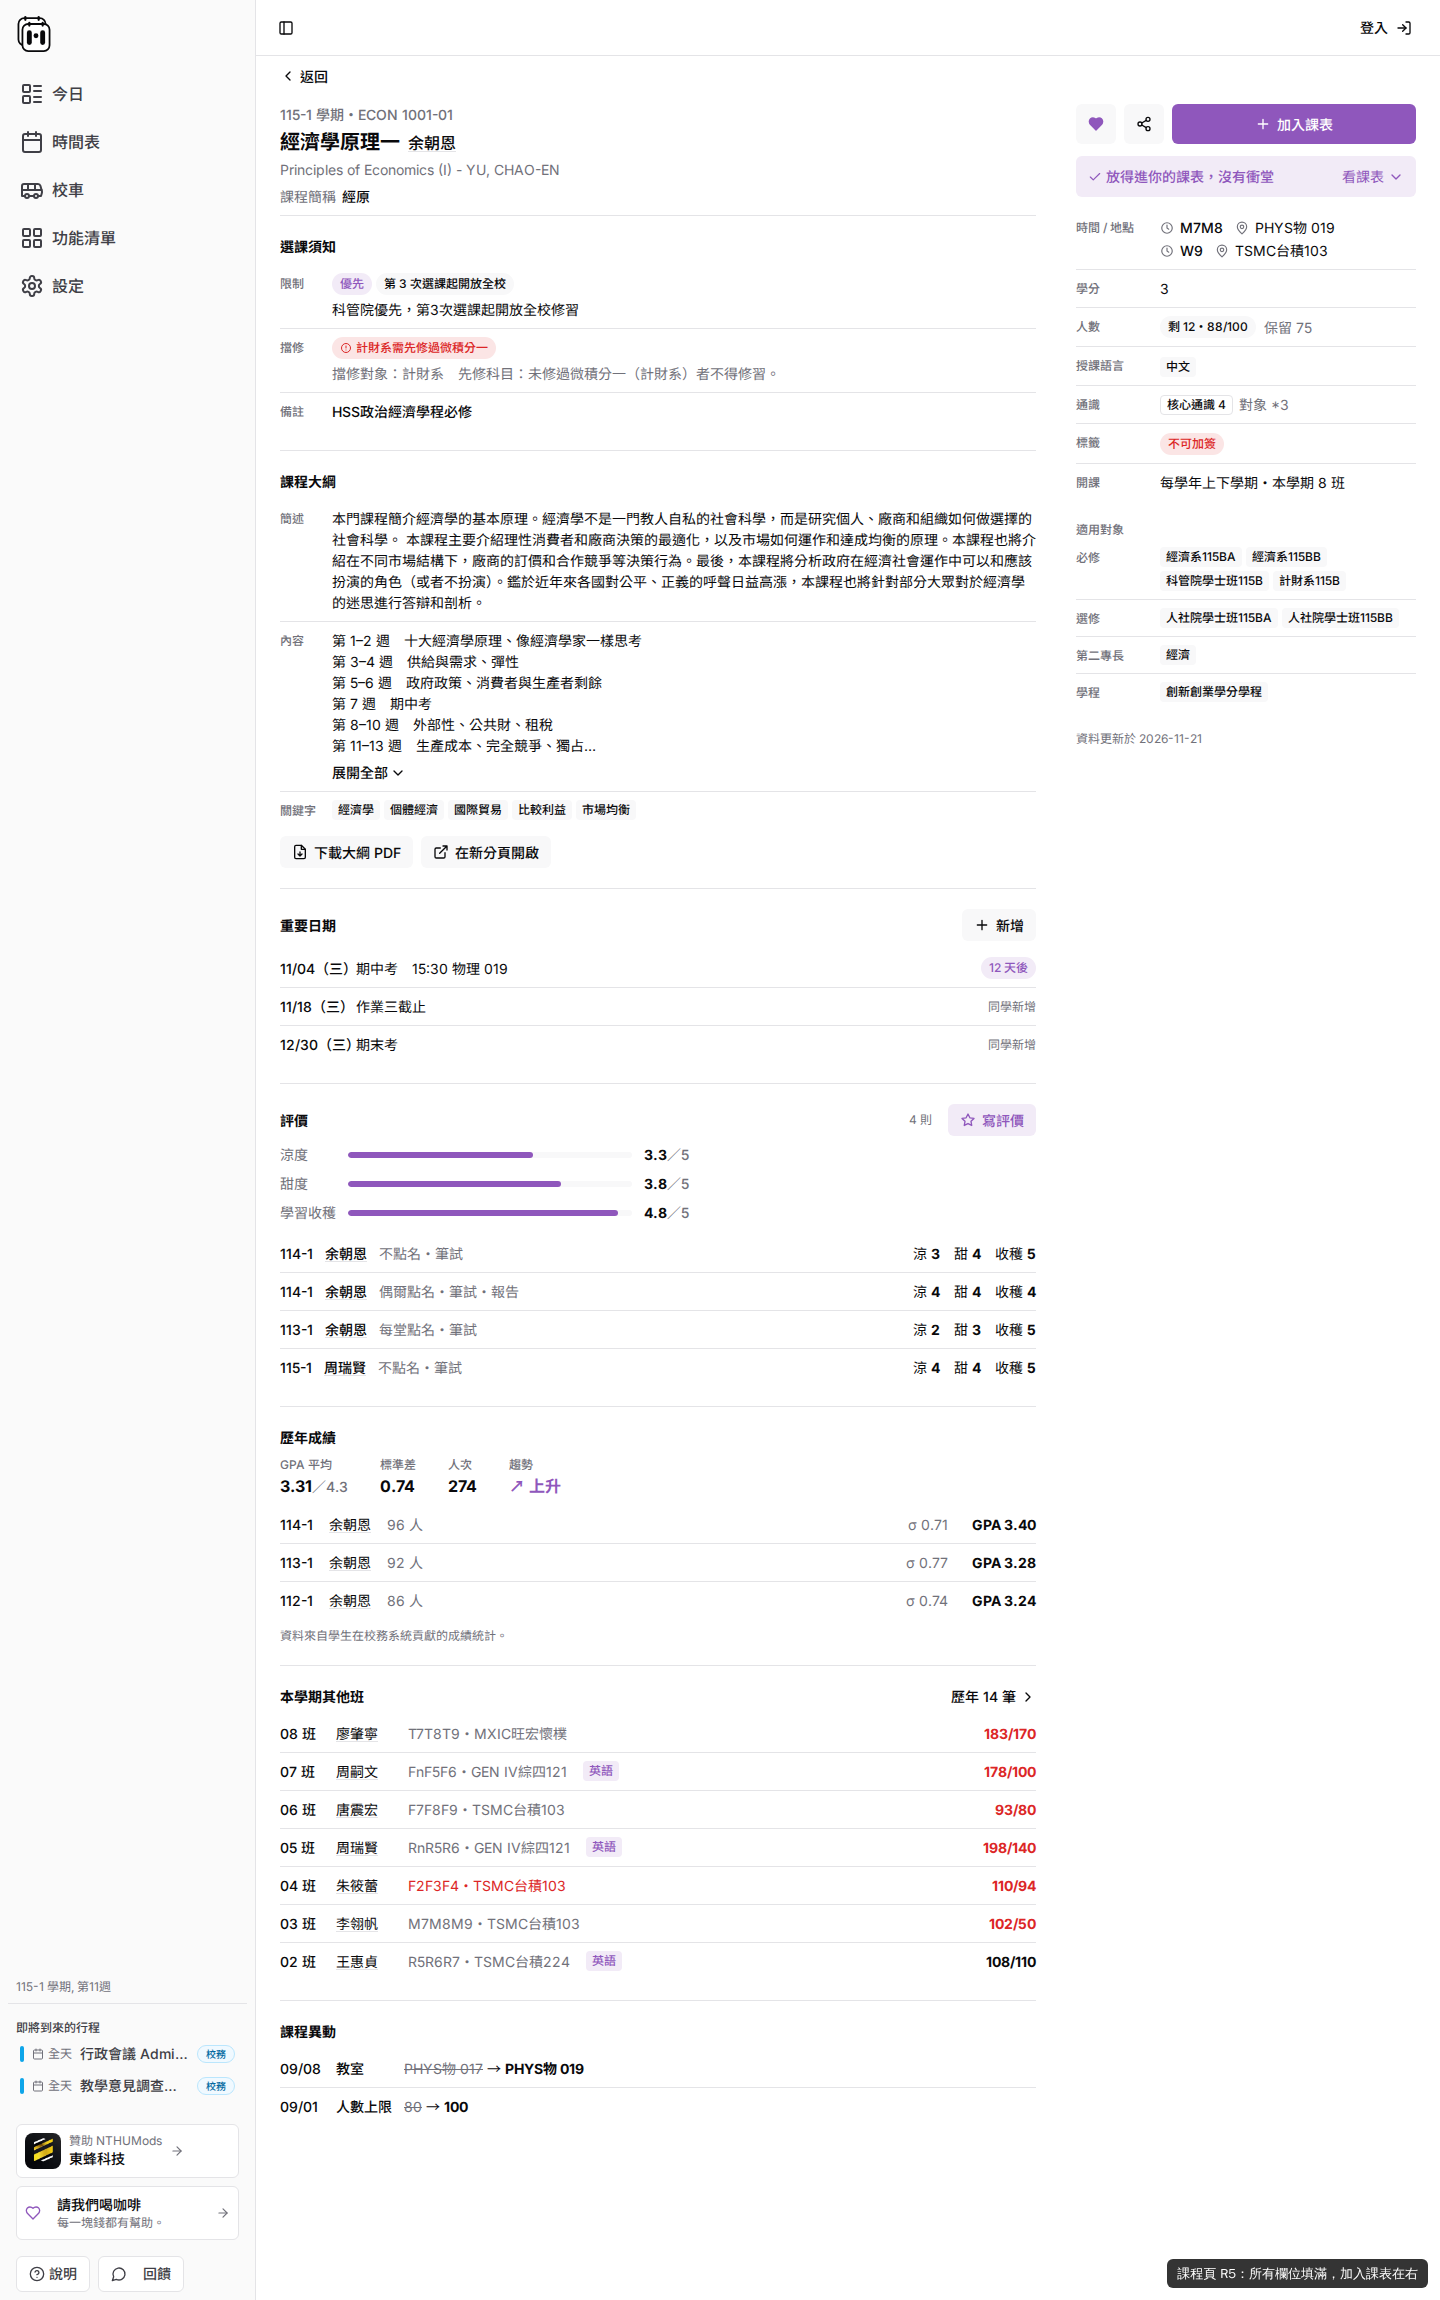 今日
時間表
校車
功能清單
設定
115-1 學期, 第11週
即將到來的行程
全天 行政會議 Admi... 校務
全天 教學意見調查... 校務
贊助 NTHUMods
東蜂科技
請我們喝咖啡
每一塊錢都有幫助。
說明 回饋
登入
返回
115-1 學期・ECON 1001-01
經濟學原理一 余朝恩
Principles of Economics (I) - YU, CHAO-EN
課程簡稱 經原
選課須知
限制 優先 第 3 次選課起開放全校
科管院優先，第3次選課起開放全校修習
擋修 計財系需先修過微積分一
擋修對象：計財系　先修科目：未修過微積分一（計財系）者不得修習。
備註 HSS政治經濟學程必修
課程大綱
簡述 本門課程簡介經濟學的基本原理。經濟學不是一門教人自私的社會科學，而是研究個人、廠商和組織如何做選擇的
社會科學。 本課程主要介紹理性消費者和廠商決策的最適化，以及市場如何運作和達成均衡的原理。本課程也將介
紹在不同市場結構下，廠商的訂價和合作競爭等決策行為。最後，本課程將分析政府在經濟社會運作中可以和應該
扮演的角色（或者不扮演）。鑑於近年來各國對公平、正義的呼聲日益高漲，本課程也將針對部分大眾對於經濟學
的迷思進行答辯和剖析。
內容 第 1–2 週　十大經濟學原理、像經濟學家一樣思考
第 3–4 週　供給與需求、彈性
第 5–6 週　政府政策、消費者與生產者剩餘
第 7 週　期中考
第 8–10 週　外部性、公共財、租稅
第 11–13 週　生產成本、完全競爭、獨占...
展開全部
關鍵字 經濟學 個體經濟 國際貿易 比較利益 市場均衡
下載大綱 PDF 在新分頁開啟
重要日期 新增
11/04（三）期中考　15:30 物理 019 12 天後
11/18（三）作業三截止 同學新增
12/30（三）期末考 同學新增
評價 4 則 寫評價
涼度 3.3／5
甜度 3.8／5
學習收穫 4.8／5
114-1 余朝恩 不點名・筆試 涼 3 甜 4 收穫 5
114-1 余朝恩 偶爾點名・筆試・報告 涼 4 甜 4 收穫 4
113-1 余朝恩 每堂點名・筆試 涼 2 甜 3 收穫 5
115-1 周瑞賢 不點名・筆試 涼 4 甜 4 收穫 5
歷年成績
GPA 平均 標準差 人次 趨勢
3.31／4.3 0.74 274 ↗ 上升
114-1 余朝恩 96 人 σ 0.71 GPA 3.40
113-1 余朝恩 92 人 σ 0.77 GPA 3.28
112-1 余朝恩 86 人 σ 0.74 GPA 3.24
資料來自學生在校務系統貢獻的成績統計。
本學期其他班 歷年 14 筆
08 班 廖肇寧 T7T8T9・MXIC旺宏懷樸 183/170
07 班 周嗣文 FnF5F6・GEN IV綜四121 英語 178/100
06 班 唐震宏 F7F8F9・TSMC台積103 93/80
05 班 周瑞賢 RnR5R6・GEN IV綜四121 英語 198/140
04 班 朱筱蕾 F2F3F4・TSMC台積103 110/94
03 班 李翎帆 M7M8M9・TSMC台積103 102/50
02 班 王惠貞 R5R6R7・TSMC台積224 英語 108/110
課程異動
09/08 教室 PHYS物 017 → PHYS物 019
09/01 人數上限 80 → 100
加入課表
放得進你的課表，沒有衝堂 看課表
時間 / 地點 M7M8 PHYS物 019
W9 TSMC台積103
學分 3
人數 剩 12・88/100 保留 75
授課語言 中文
通識 核心通識 4 對象 *3
標籤 不可加簽
開課 每學年上下學期・本學期 8 班
適用對象
必修 經濟系115BA 經濟系115BB
科管院學士班115B 計財系115B
選修 人社院學士班115BA 人社院學士班115BB
第二專長 經濟
學程 創新創業學分學程
資料更新於 2026-11-21
課程頁 R5：所有欄位填滿，加入課表在右